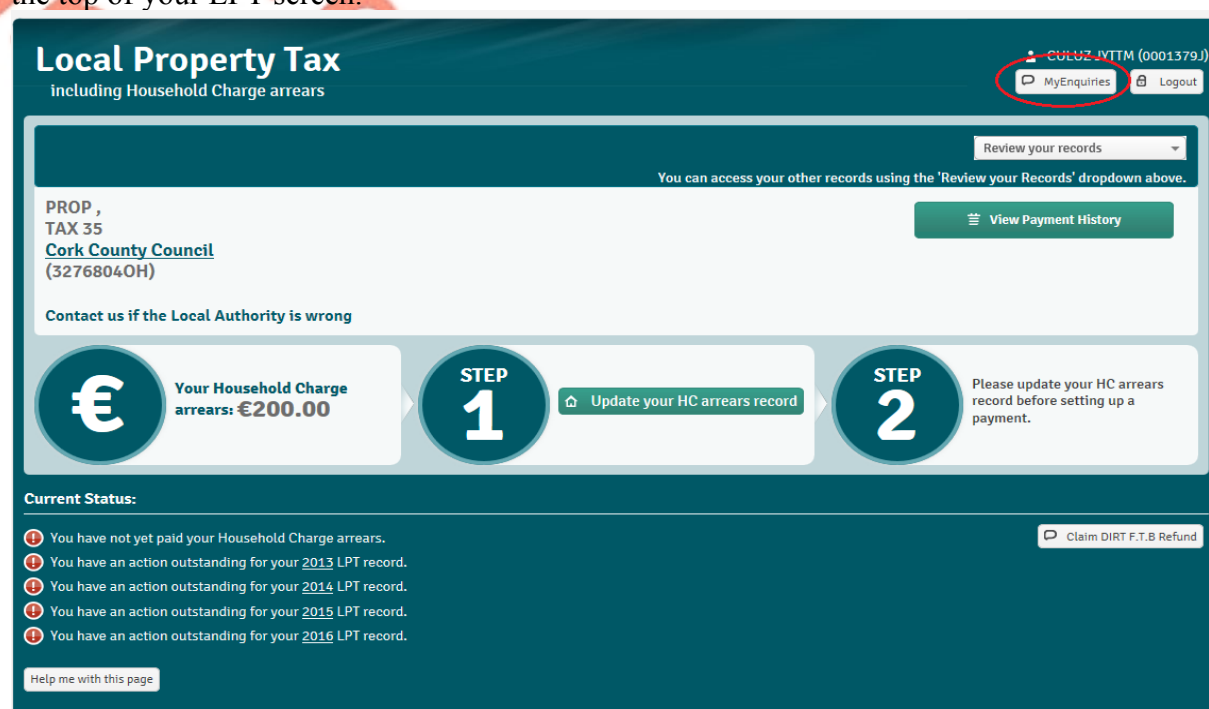 the top of your LPT screen.
Local Property Tax
including Household Charge arrears
CULUZ JYTTM (0001379J)
MyEnquiries
Logout
Review your records
You can access your other records using the 'Review your Records' dropdown above.
PROP ,
TAX 35
Cork County Council
(3276804OH)
View Payment History
Contact us if the Local Authority is wrong
€
Your Household Charge
arrears: €200.00
STEP
1
Update your HC arrears record
STEP
2
Please update your HC arrears
record before setting up a
payment.
Current Status:
You have not yet paid your Household Charge arrears.
Claim DIRT F.T.B Refund
You have an action outstanding for your 2013 LPT record.
You have an action outstanding for your 2014 LPT record.
You have an action outstanding for your 2015 LPT record.
You have an action outstanding for your 2016 LPT record.
Help me with this page